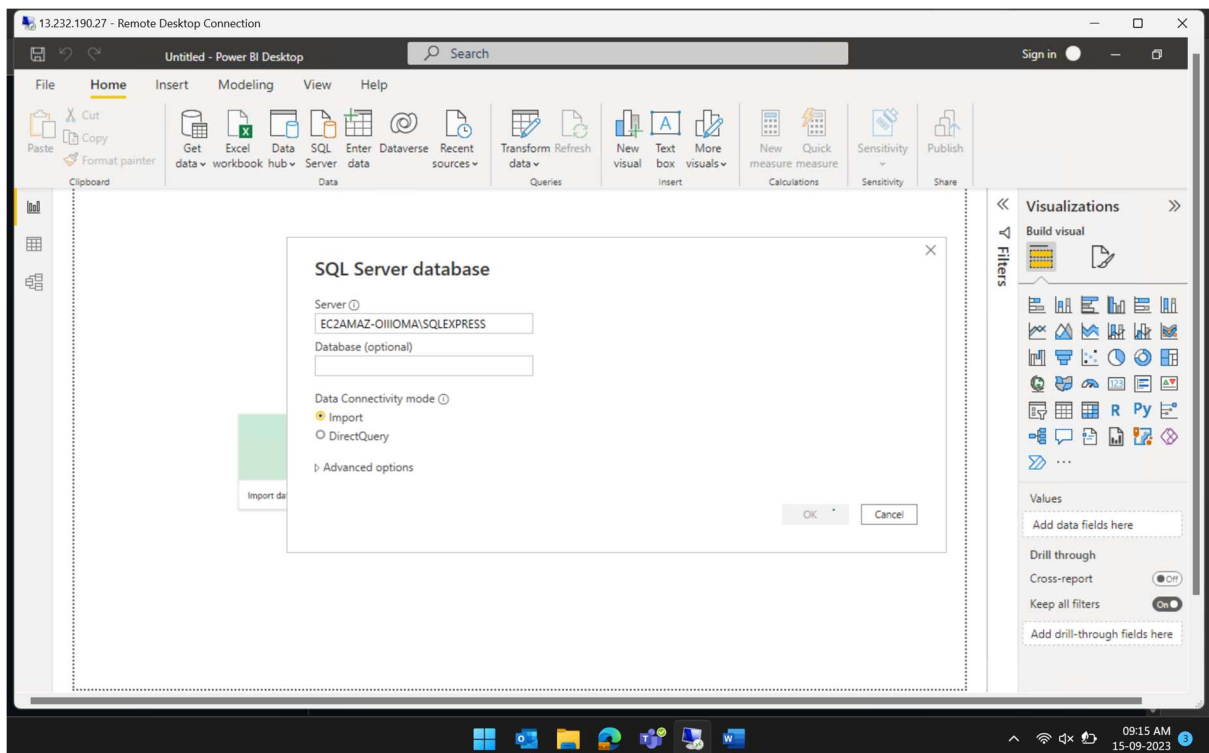 13.232.190.27 - Remote Desktop Connection
Untitled - Power BI Desktop
Search
Sign in
File Home Insert Modeling View Help
Paste
Cut
Copy
Format painter
Clipboard
Get data
Excel workbook
Data hub
SQL Server
Enter data
Dataverse
Recent sources
Data
Transform data
Refresh
Queries
New visual
Text box
More visuals
Insert
New measure
Quick measure
Calculations
Sensitivity
Sensitivity
Publish
Share
SQL Server database
Server
EC2AMAZ-OIIIOMA\SQLEXPRESS
Database (optional)
Data Connectivity mode
Import
DirectQuery
Advanced options
OK
Cancel
Import da
Filters
Visualizations
Build visual
123
R
Py
Values
Add data fields here
Drill through
Cross-report
Off
Keep all filters
On
Add drill-through fields here
09:15 AM
15-09-2023
3